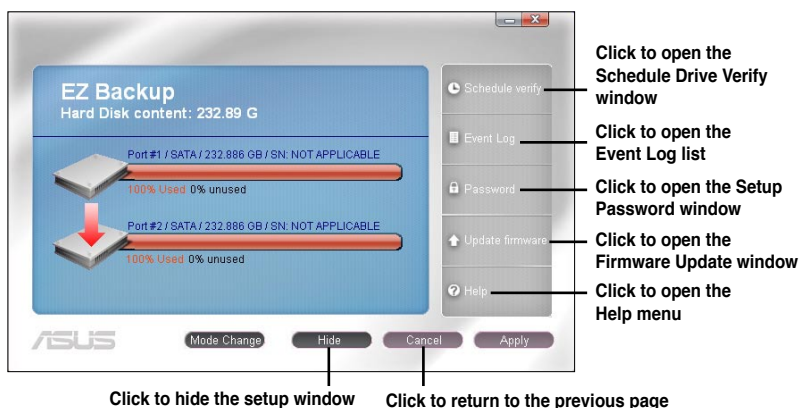 EZ Backup
Hard Disk content: 232.89 G
Port#1 / SATA / 232.886 GB / SN: NOT APPLICABLE
100% Used 0% unused
Port#2 / SATA / 232.886 GB / SN: NOT APPLICABLE
100% Used 0% unused
Schedule verify
Event Log
Password
Update firmware
Help
ASUS
Mode Change
Hide
Cancel
Apply
Click to open the
Schedule Drive Verify
window
Click to open the
Event Log list
Click to open the Setup
Password window
Click to open the
Firmware Update window
Click to open the
Help menu
Click to hide the setup window
Click to return to the previous page